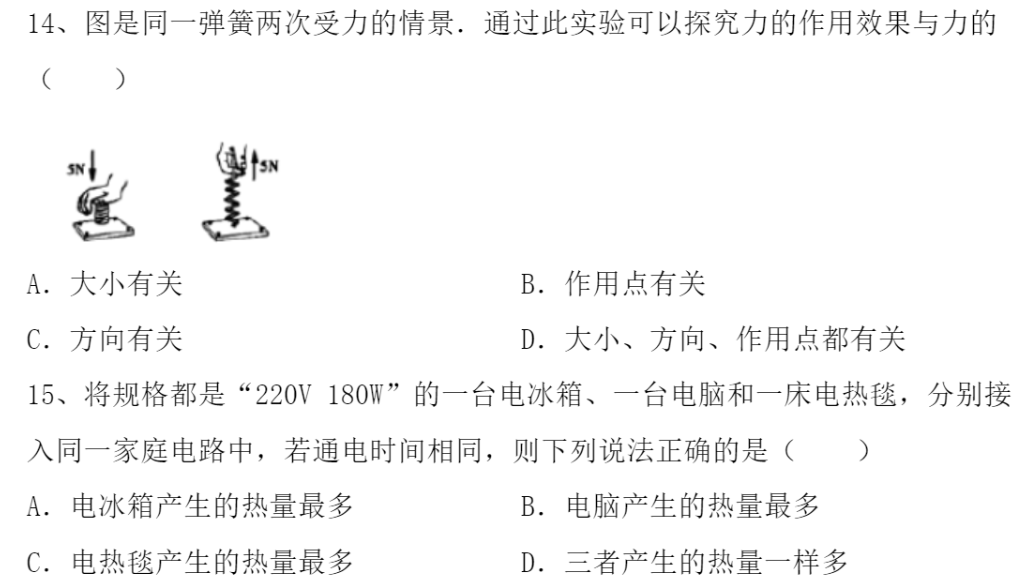 14、图是同一弹簧两次受力的情景．通过此实验可以探究力的作用效果与力的
（　　）
5N 5N
A．大小有关 B．作用点有关
C．方向有关 D．大小、方向、作用点都有关
15、将规格都是“220V 180W”的一台电冰箱、一台电脑和一床电热毯，分别接
入同一家庭电路中，若通电时间相同，则下列说法正确的是（　　）
A．电冰箱产生的热量最多 B．电脑产生的热量最多
C．电热毯产生的热量最多 D．三者产生的热量一样多